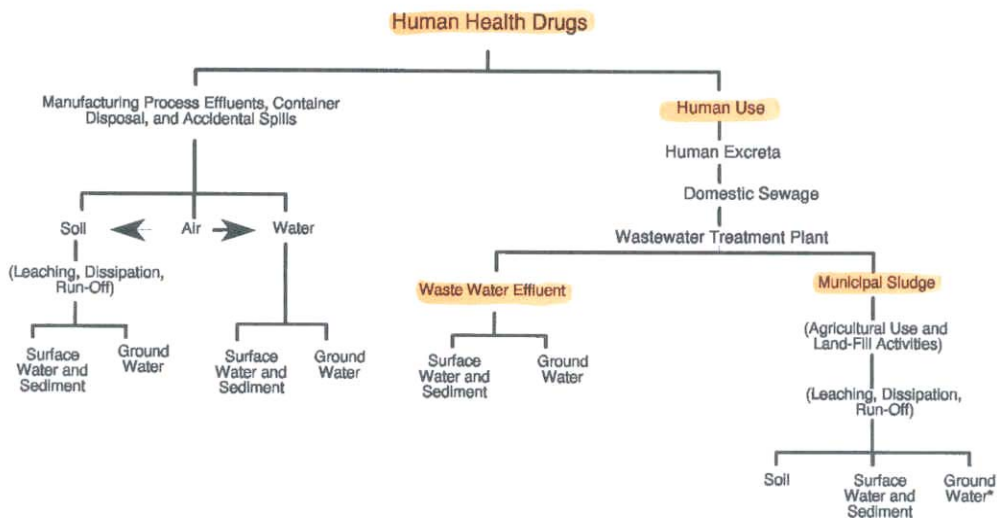 Human Health Drugs
Manufacturing Process Effluents, Container
Disposal, and Accidental Spills
Human Use
Human Excreta
Domestic Sewage
Wastewater Treatment Plant
Soil
Air
Water
(Leaching, Dissipation,
Run-Off)
Surface
Water and
Sediment
Ground
Water
Surface
Water and
Sediment
Ground
Water
Waste Water Effluent
Surface
Water and
Sediment
Ground
Water
Municipal Sludge
(Agricultural Use and
Land-Fill Activities)
(Leaching, Dissipation,
Run-Off)
Soil
Surface
Water and
Sediment
Ground
Water*